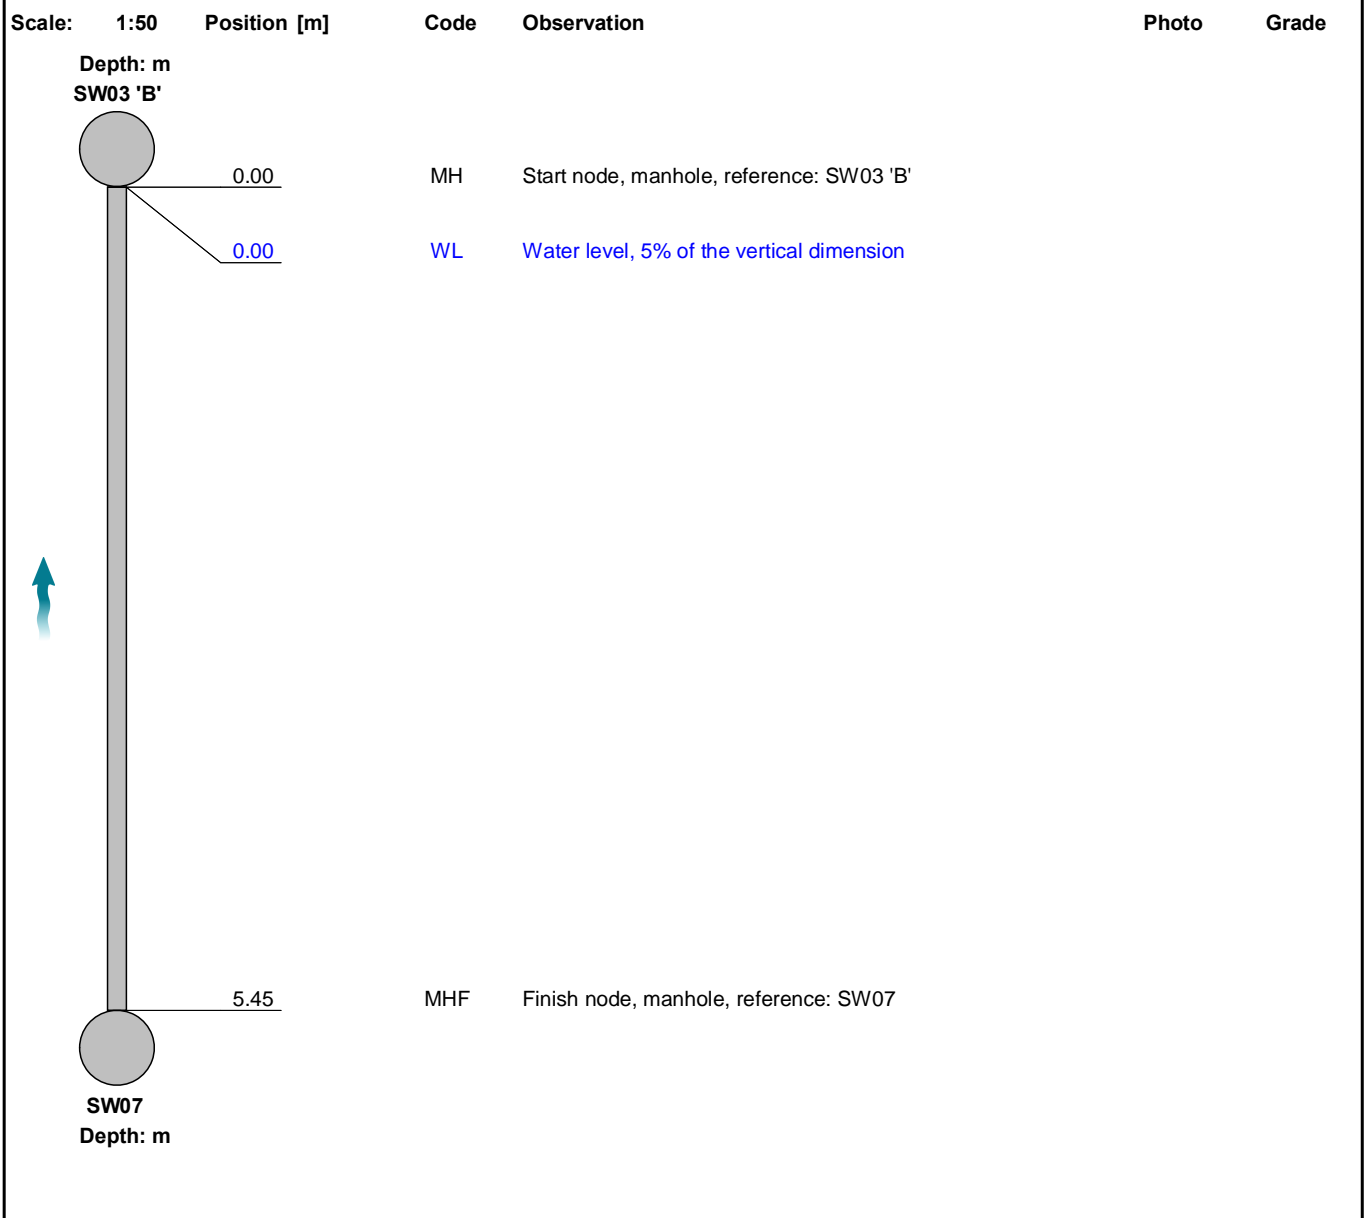 Scale: 1:50 Position [m] Code Observation Photo Grade
Depth: m
SW03 'B'
0.00 MH Start node, manhole, reference: SW03 'B'
0.00 WL Water level, 5% of the vertical dimension
5.45 MHF Finish node, manhole, reference: SW07
SW07
Depth: m